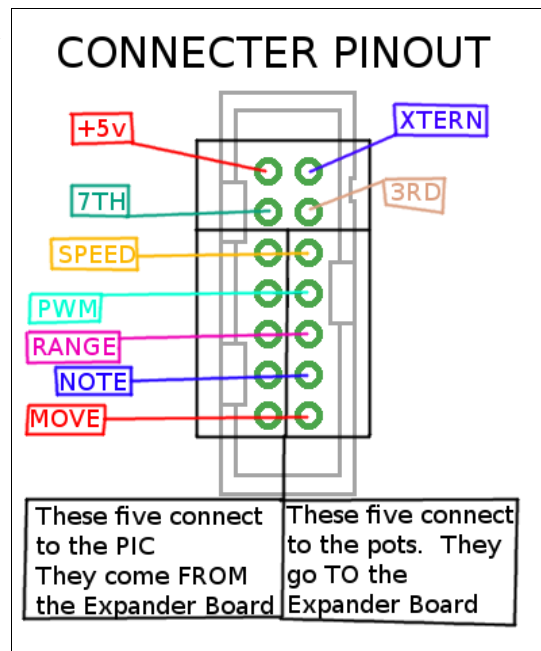 CONNECTER PINOUT
+5v
XTERN
7TH
3RD
SPEED
PWM
RANGE
NOTE
MOVE
These five connect
to the PIC
They come FROM
the Expander Board
These five connect
to the pots.  They
go TO the
Expander Board